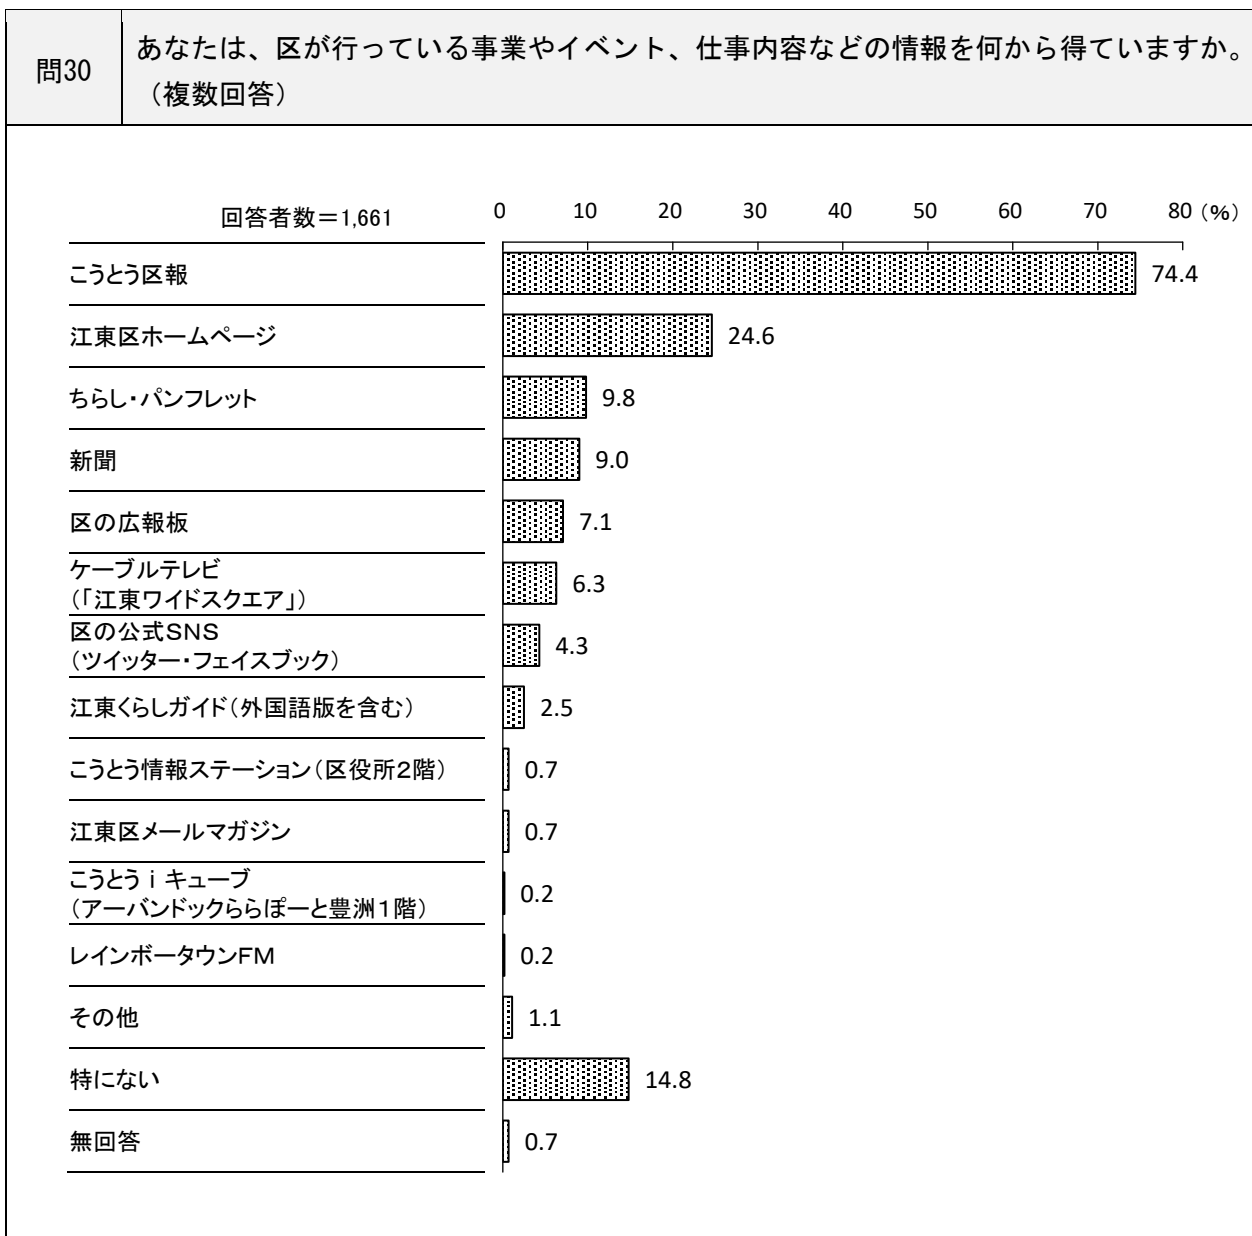 問30
あなたは、区が行っている事業やイベント、仕事内容などの情報を何から得ていますか。
（複数回答）
回答者数＝1,661
0 10 20 30 40 50 60 70 80 (%)
こうとう区報 74.4
江東区ホームページ 24.6
ちらし・パンフレット 9.8
新聞 9.0
区の広報板 7.1
ケーブルテレビ
（「江東ワイドスクエア」） 6.3
区の公式SNS
（ツイッター・フェイスブック） 4.3
江東くらしガイド（外国語版を含む） 2.5
こうとう情報ステーション（区役所2階） 0.7
江東区メールマガジン 0.7
こうとうｉキューブ
（アーバンドックららぽーと豊洲１階） 0.2
レインボータウンFM 0.2
その他 1.1
特にない 14.8
無回答 0.7